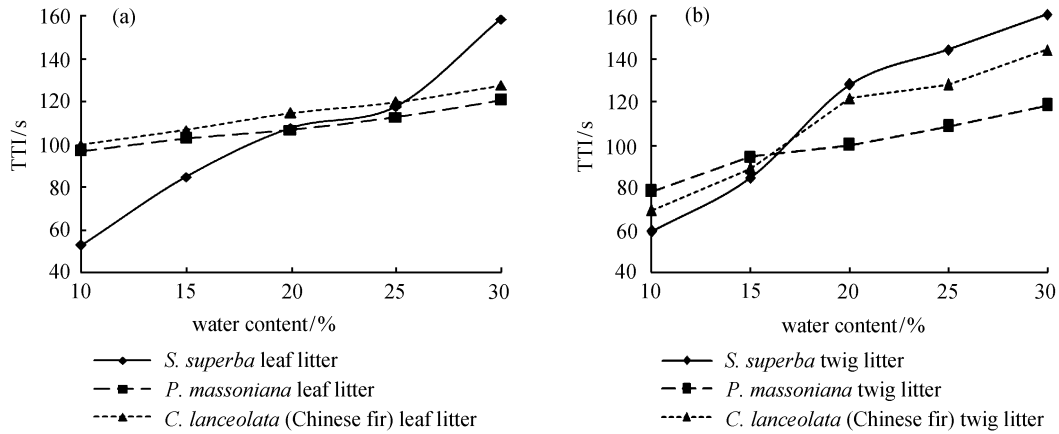 (a)
160
140
120
100
80
60
40
TTI/s
10 15 20 25 30
water content/%
S. superba leaf litter
P. massoniana leaf litter
C. lanceolata (Chinese fir) leaf litter
(b)
160
140
120
100
80
60
40
TTI/s
10 15 20 25 30
water content/%
S. superba twig litter
P. massoniana twig litter
C. lanceolata (Chinese fir) twig litter